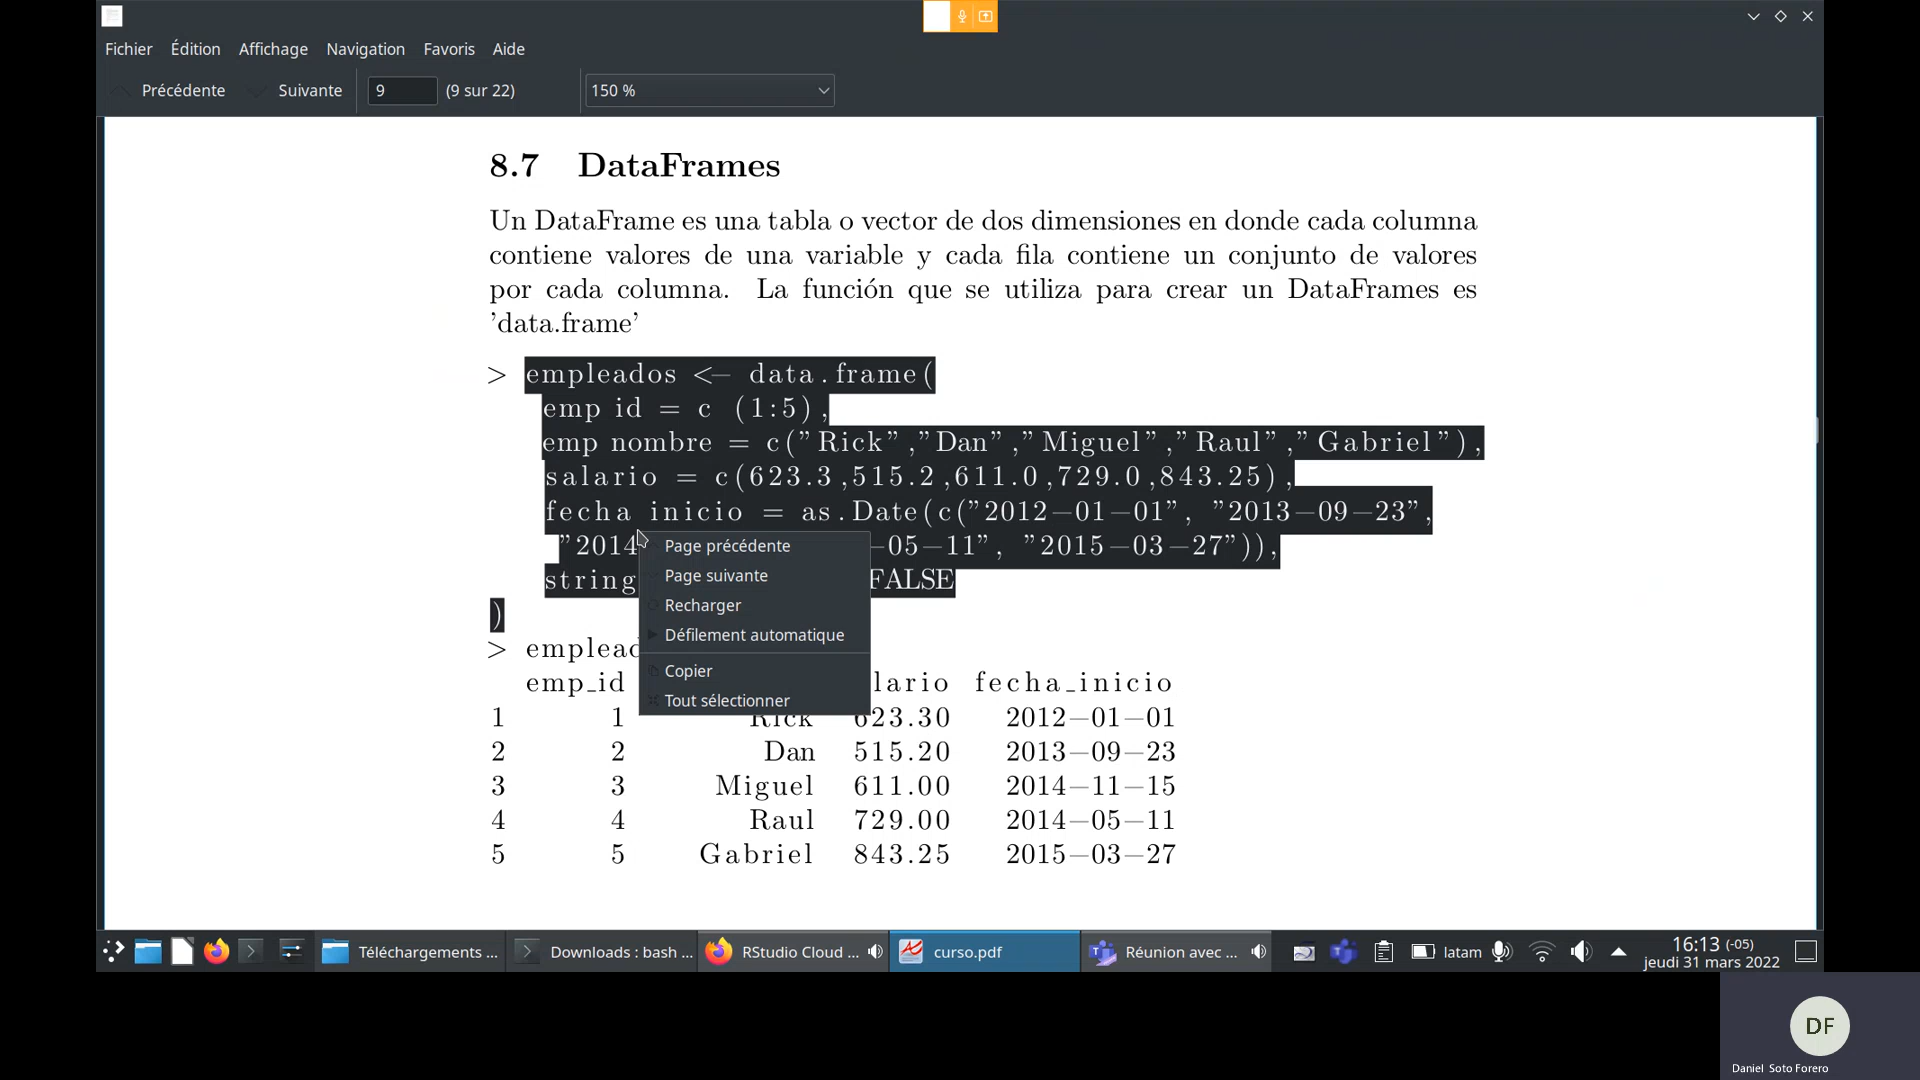 Fichier Édition Affichage Navigation Favoris Aide
Précédente Suivante 9 (9 sur 22) 150 %
8.7 DataFrames
Un DataFrame es una tabla o vector de dos dimensiones en donde cada columna
contiene valores de una variable y cada fila contiene un conjunto de valores
por cada columna. La función que se utiliza para crear un DataFrames es
’data.frame’
> empleados <— data.frame(
emp id = c (1:5),
emp nombre = c(”Rick”,”Dan”,”Miguel”,”Raul”,”Gabriel”),
salario = c(623.3,515.2,611.0,729.0,843.25),
fecha inicio = as.Date(c("2012—01—01", "2013—09—23",
"2014 —05—11", "2015—03—27")),
string FALSE
)
> emplead
emp_id lario fecha_inicio
1 1 Rick 623.30 2012—01—01
2 2 Dan 515.20 2013—09—23
3 3 Miguel 611.00 2014—11—15
4 4 Raul 729.00 2014—05—11
5 5 Gabriel 843.25 2015—03—27
Page précédente
Page suivante
Recharger
Défilement automatique
Copier
Tout sélectionner
Téléchargements ... Downloads : bash ... RStudio Cloud ... curso.pdf Réunion avec ... latam 16:13 (-05)
jeudi 31 mars 2022
DF
Daniel Soto Forero